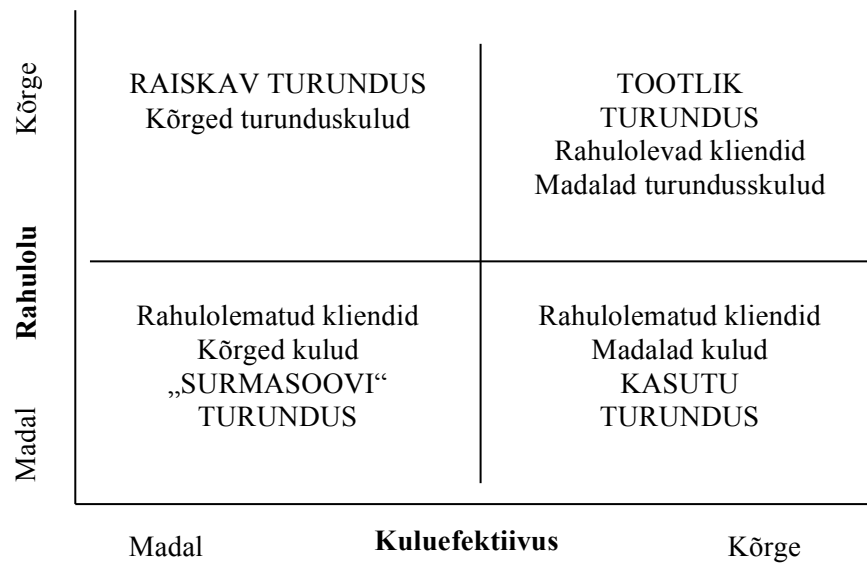 Kõrge
RAISKAV TURUNDUS
Kõrged turunduskulud
TOOTLIK
TURUNDUS
Rahulolevad kliendid
Madalad turundusskulud
Rahulolu
Rahulolematud kliendid
Kõrged kulud
„SURMASOOVI“
TURUNDUS
Rahulolematud kliendid
Madalad kulud
KASUTU
TURUNDUS
Madal
Madal
Kuluefektiivus
Kõrge